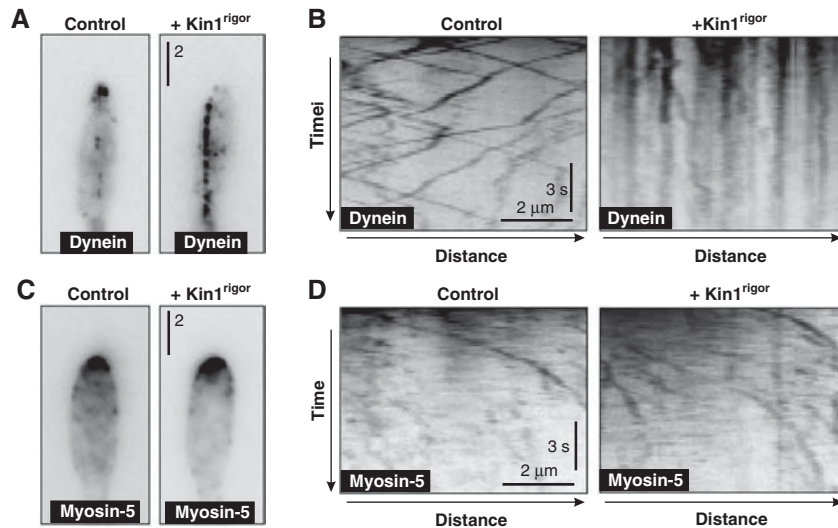 A
Control
+ Kin1rigor
2
Dynein
Dynein
B
Control
+Kin1rigor
Timei
3 s
2 μm
Dynein
Dynein
Distance
Distance
C
Control
+ Kin1rigor
2
Myosin-5
Myosin-5
D
Control
+ Kin1rigor
Time
3 s
2 μm
Myosin-5
Myosin-5
Distance
Distance